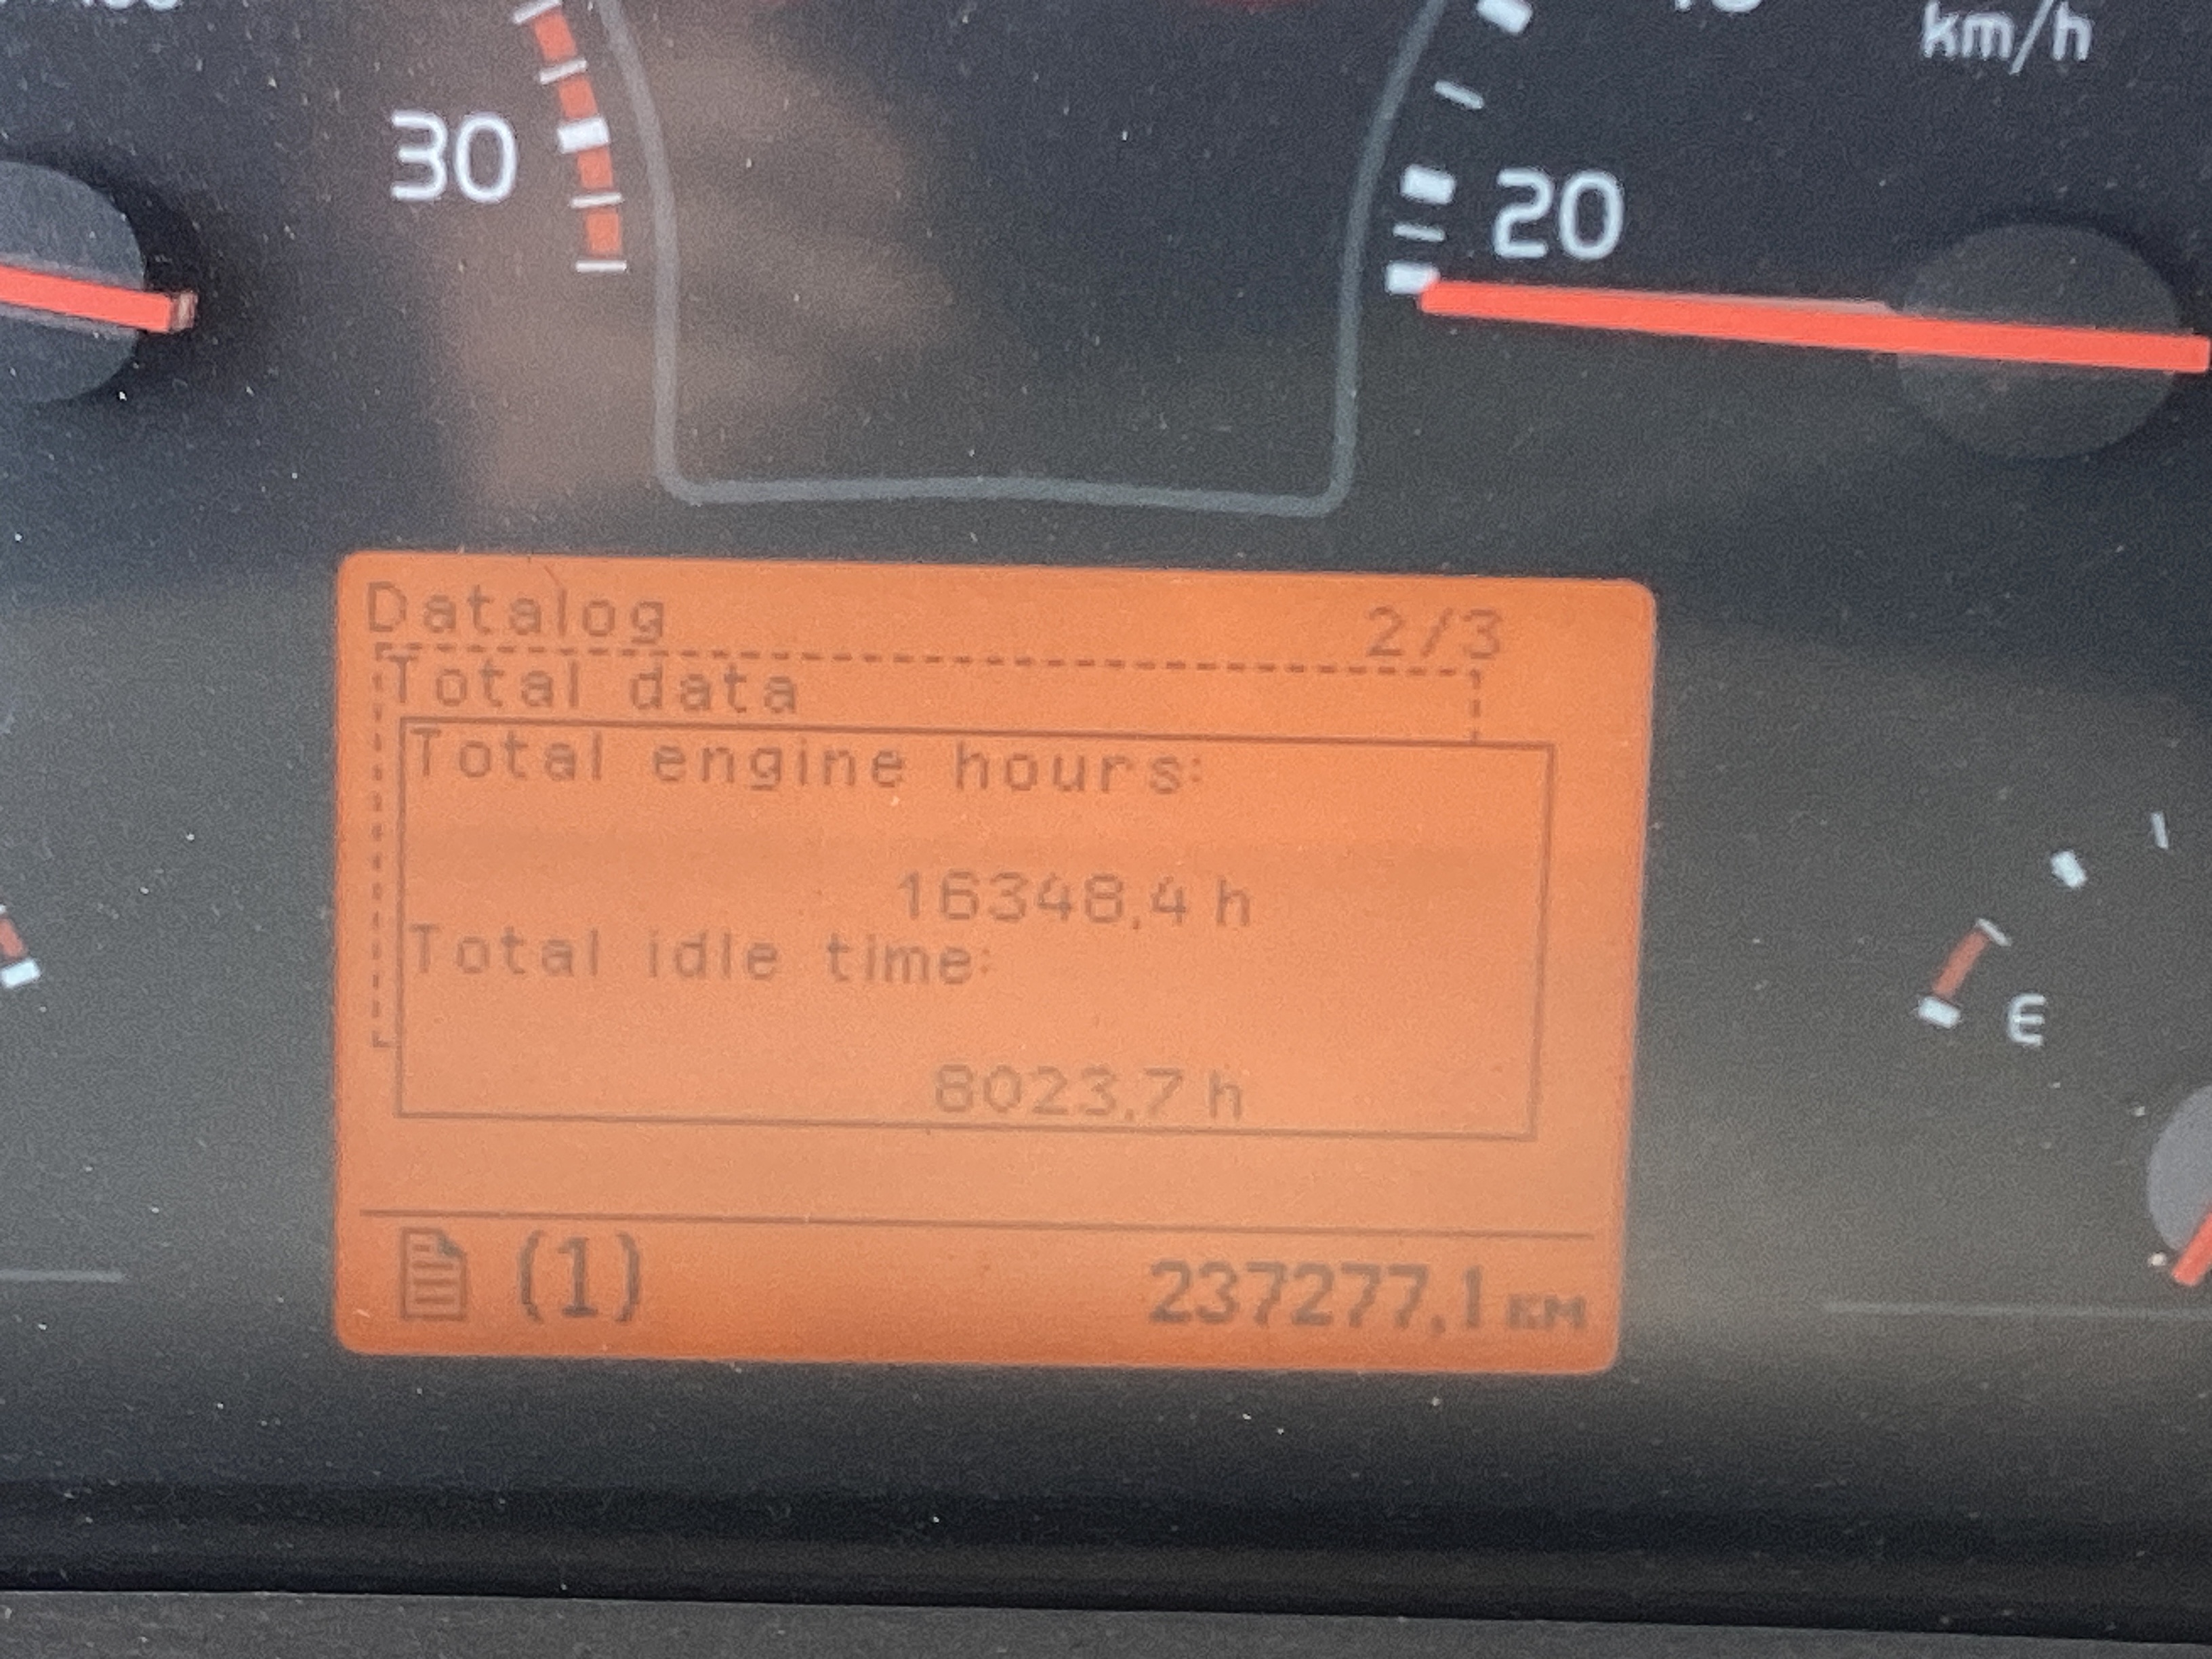 km/h
30
20
Datalog 2/3
Total data
Total engine hours:
16348,4 h
Total idle time:
8023,7 h
E
(1) 237277,1 KM